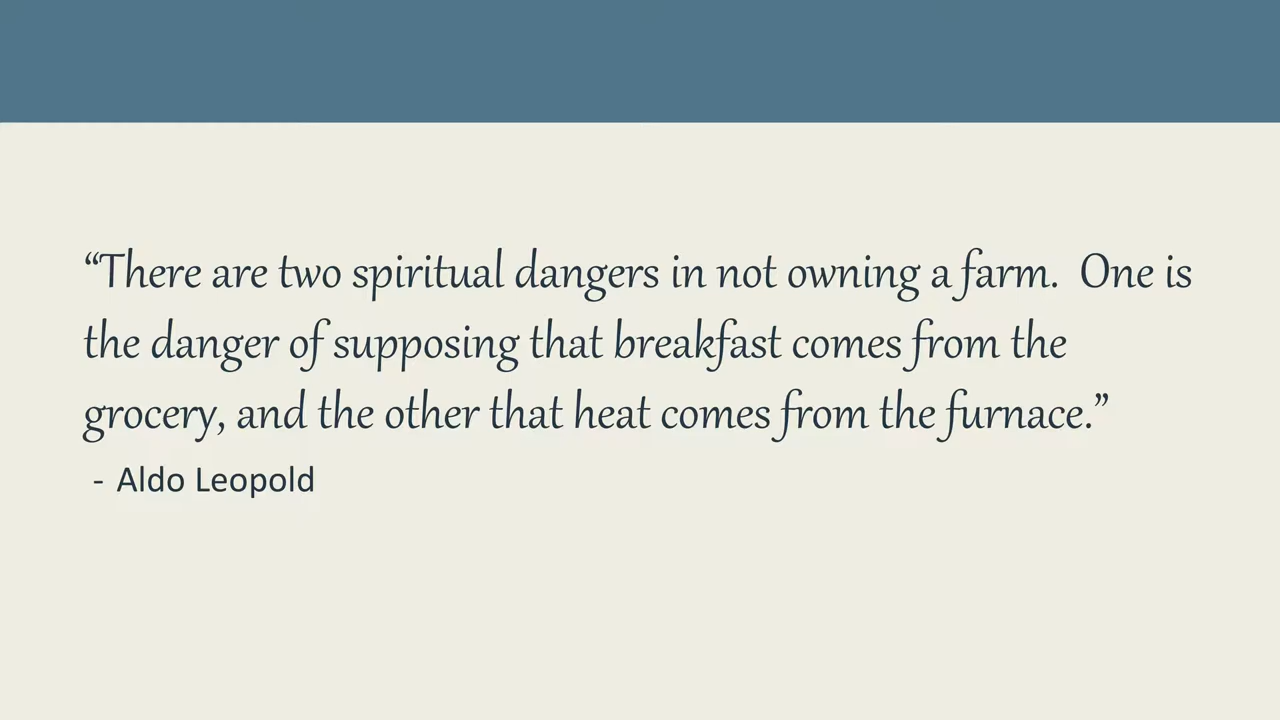 “There are two spiritual dangers in not owning a farm.  One is
the danger of supposing that breakfast comes from the
grocery, and the other that heat comes from the furnace.”
- Aldo Leopold